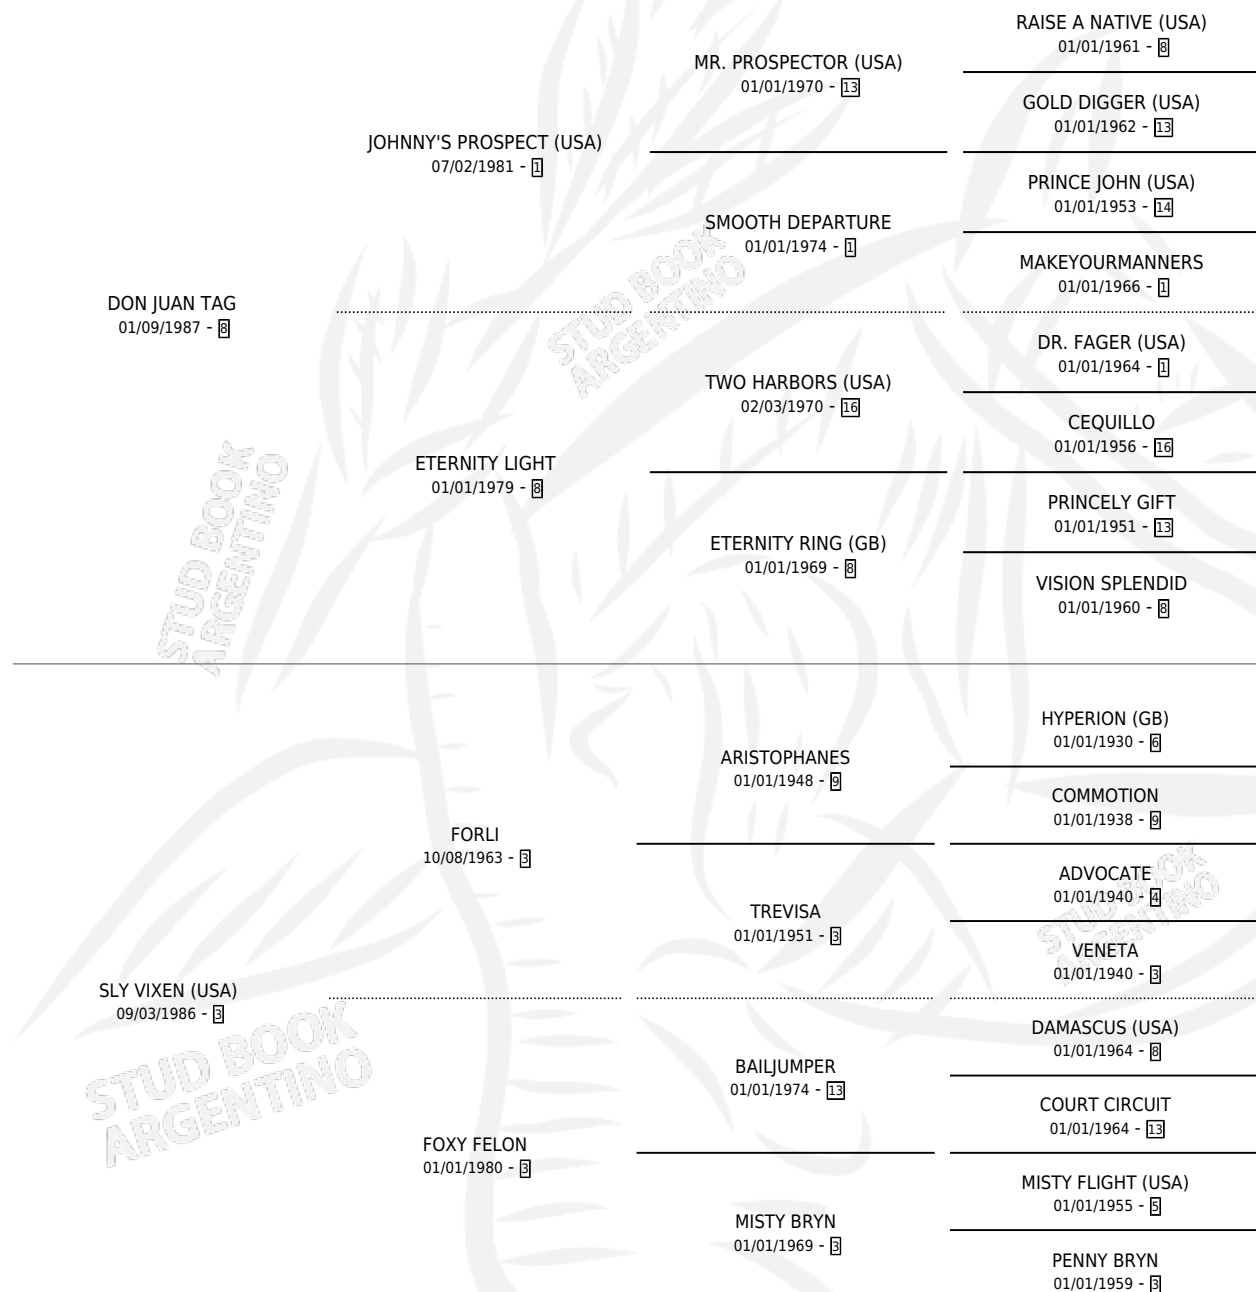 RAISE A NATIVE (USA)
01/01/1961 - 8
MR. PROSPECTOR (USA)
01/01/1970 - 13
GOLD DIGGER (USA)
01/01/1962 - 13
JOHNNY'S PROSPECT (USA)
07/02/1981 - 1
PRINCE JOHN (USA)
01/01/1953 - 14
SMOOTH DEPARTURE
01/01/1974 - 1
MAKEYOURMANNERS
01/01/1966 - 1
DON JUAN TAG
01/09/1987 - 8
DR. FAGER (USA)
01/01/1964 - 1
TWO HARBORS (USA)
02/03/1970 - 16
CEQUILLO
01/01/1956 - 16
ETERNITY LIGHT
01/01/1979 - 8
PRINCELY GIFT
01/01/1951 - 13
ETERNITY RING (GB)
01/01/1969 - 8
VISION SPLENDID
01/01/1960 - 8
HYPERION (GB)
01/01/1930 - 6
ARISTOPHANES
01/01/1948 - 9
COMMOTION
01/01/1938 - 9
FORLI
10/08/1963 - 3
ADVOCATE
01/01/1940 - 4
TREVISA
01/01/1951 - 3
VENETA
01/01/1940 - 3
SLY VIXEN (USA)
09/03/1986 - 3
DAMASCUS (USA)
01/01/1964 - 8
BAILJUMPER
01/01/1974 - 13
COURT CIRCUIT
01/01/1964 - 13
FOXY FELON
01/01/1980 - 3
MISTY FLIGHT (USA)
01/01/1955 - 5
MISTY BRYN
01/01/1969 - 3
PENNY BRYN
01/01/1959 - 3
STUD BOOK
ARGENTINO
STUD BOOK
ARGENTINO
STUD BOOK
ARGENTINO
STUD BOOK
ARGENTINO